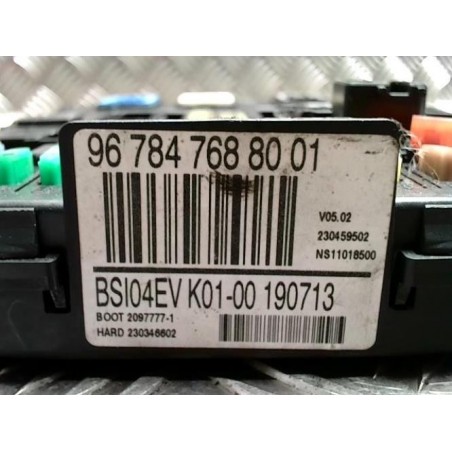 96 784 768 80 01
V05.02
230459502
NS11018500
BSI04EV K01-00 190713
BOOT 2097777-1
HARD 230346602